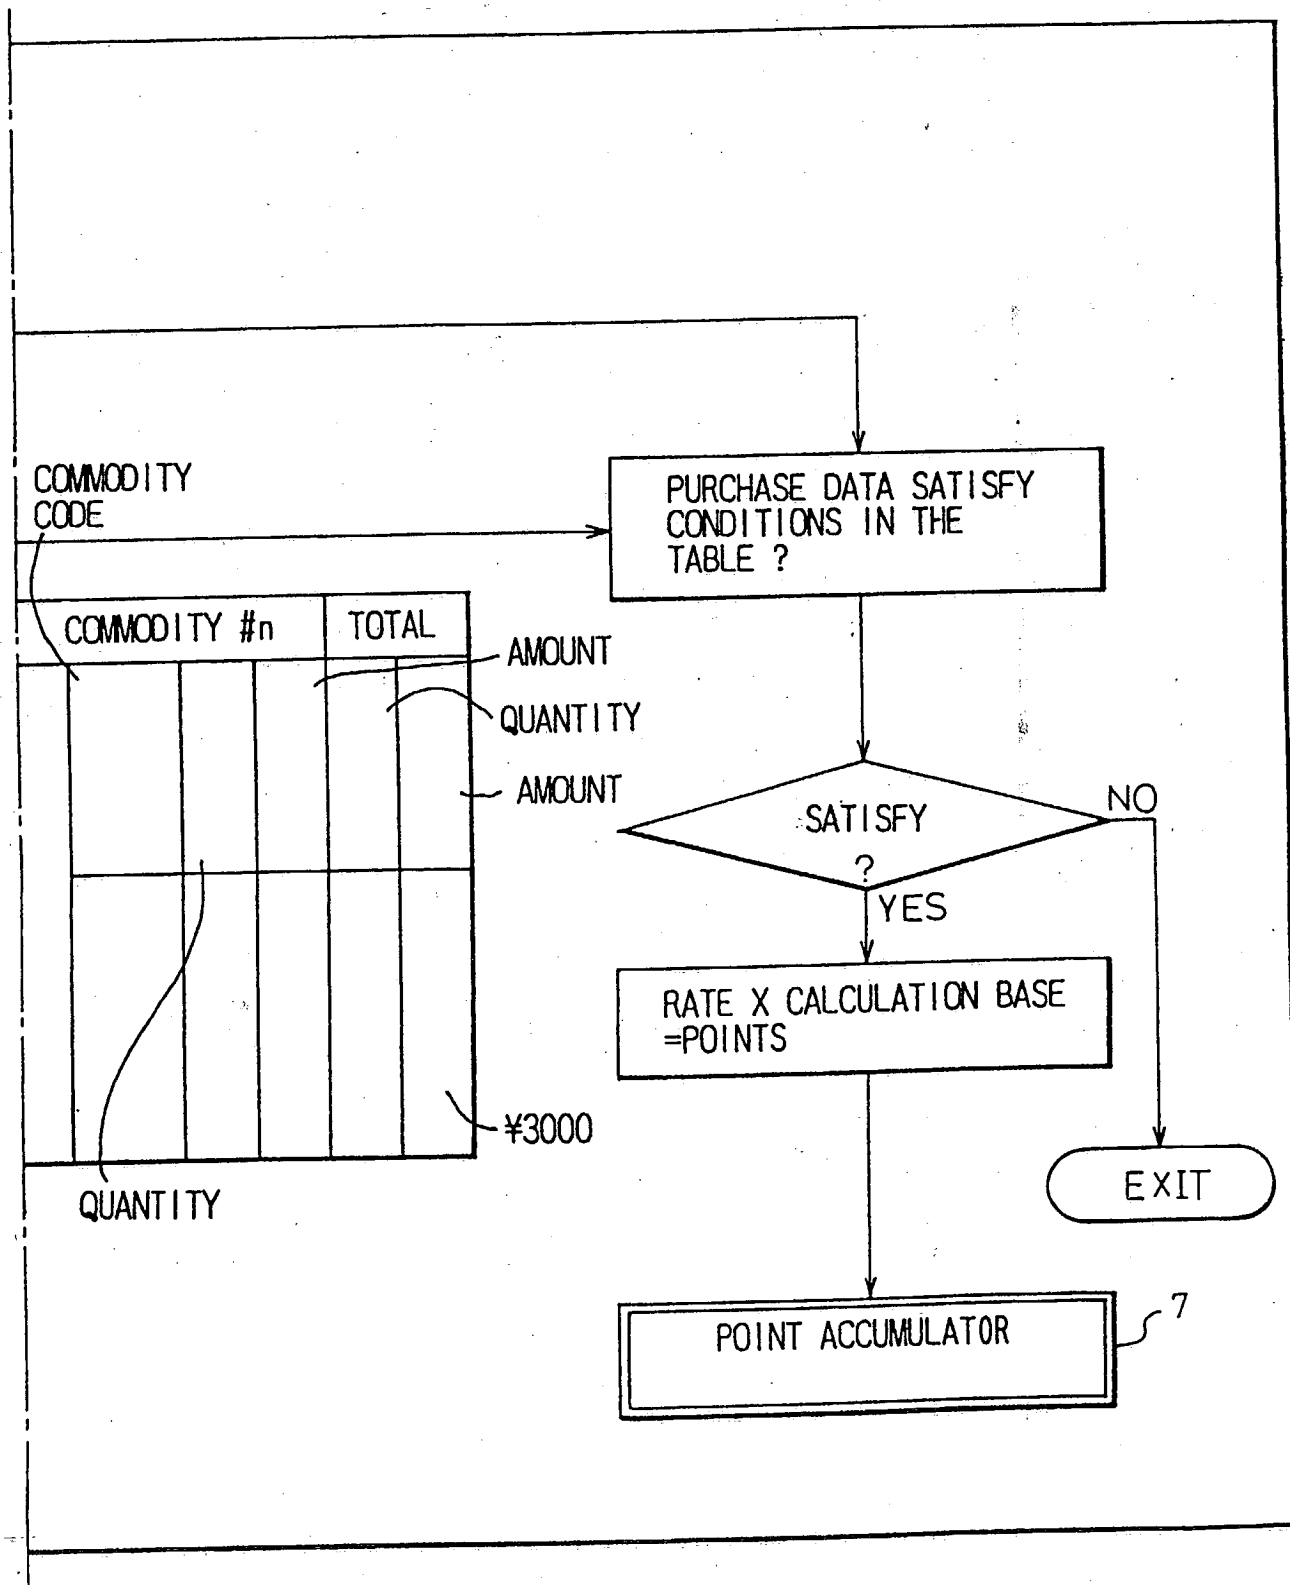 COMMODITY
CODE
PURCHASE DATA SATISFY
CONDITIONS IN THE
TABLE ?
COMMODITY #n
TOTAL
AMOUNT
QUANTITY
AMOUNT
SATISFY
?
NO
YES
RATE X CALCULATION BASE
=POINTS
¥3000
QUANTITY
EXIT
POINT ACCUMULATOR
7